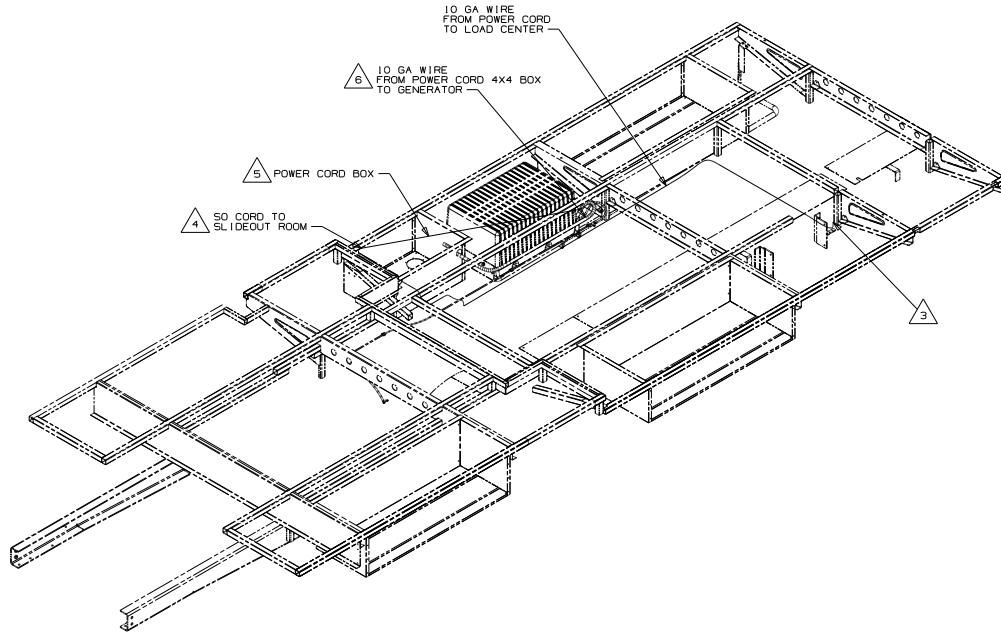 10 GA WIRE
FROM POWER CORD
TO LOAD CENTER
6
10 GA WIRE
FROM POWER CORD 4X4 BOX
TO GENERATOR
5 POWER CORD BOX
4
SO CORD TO
SLIDEOUT ROOM
3